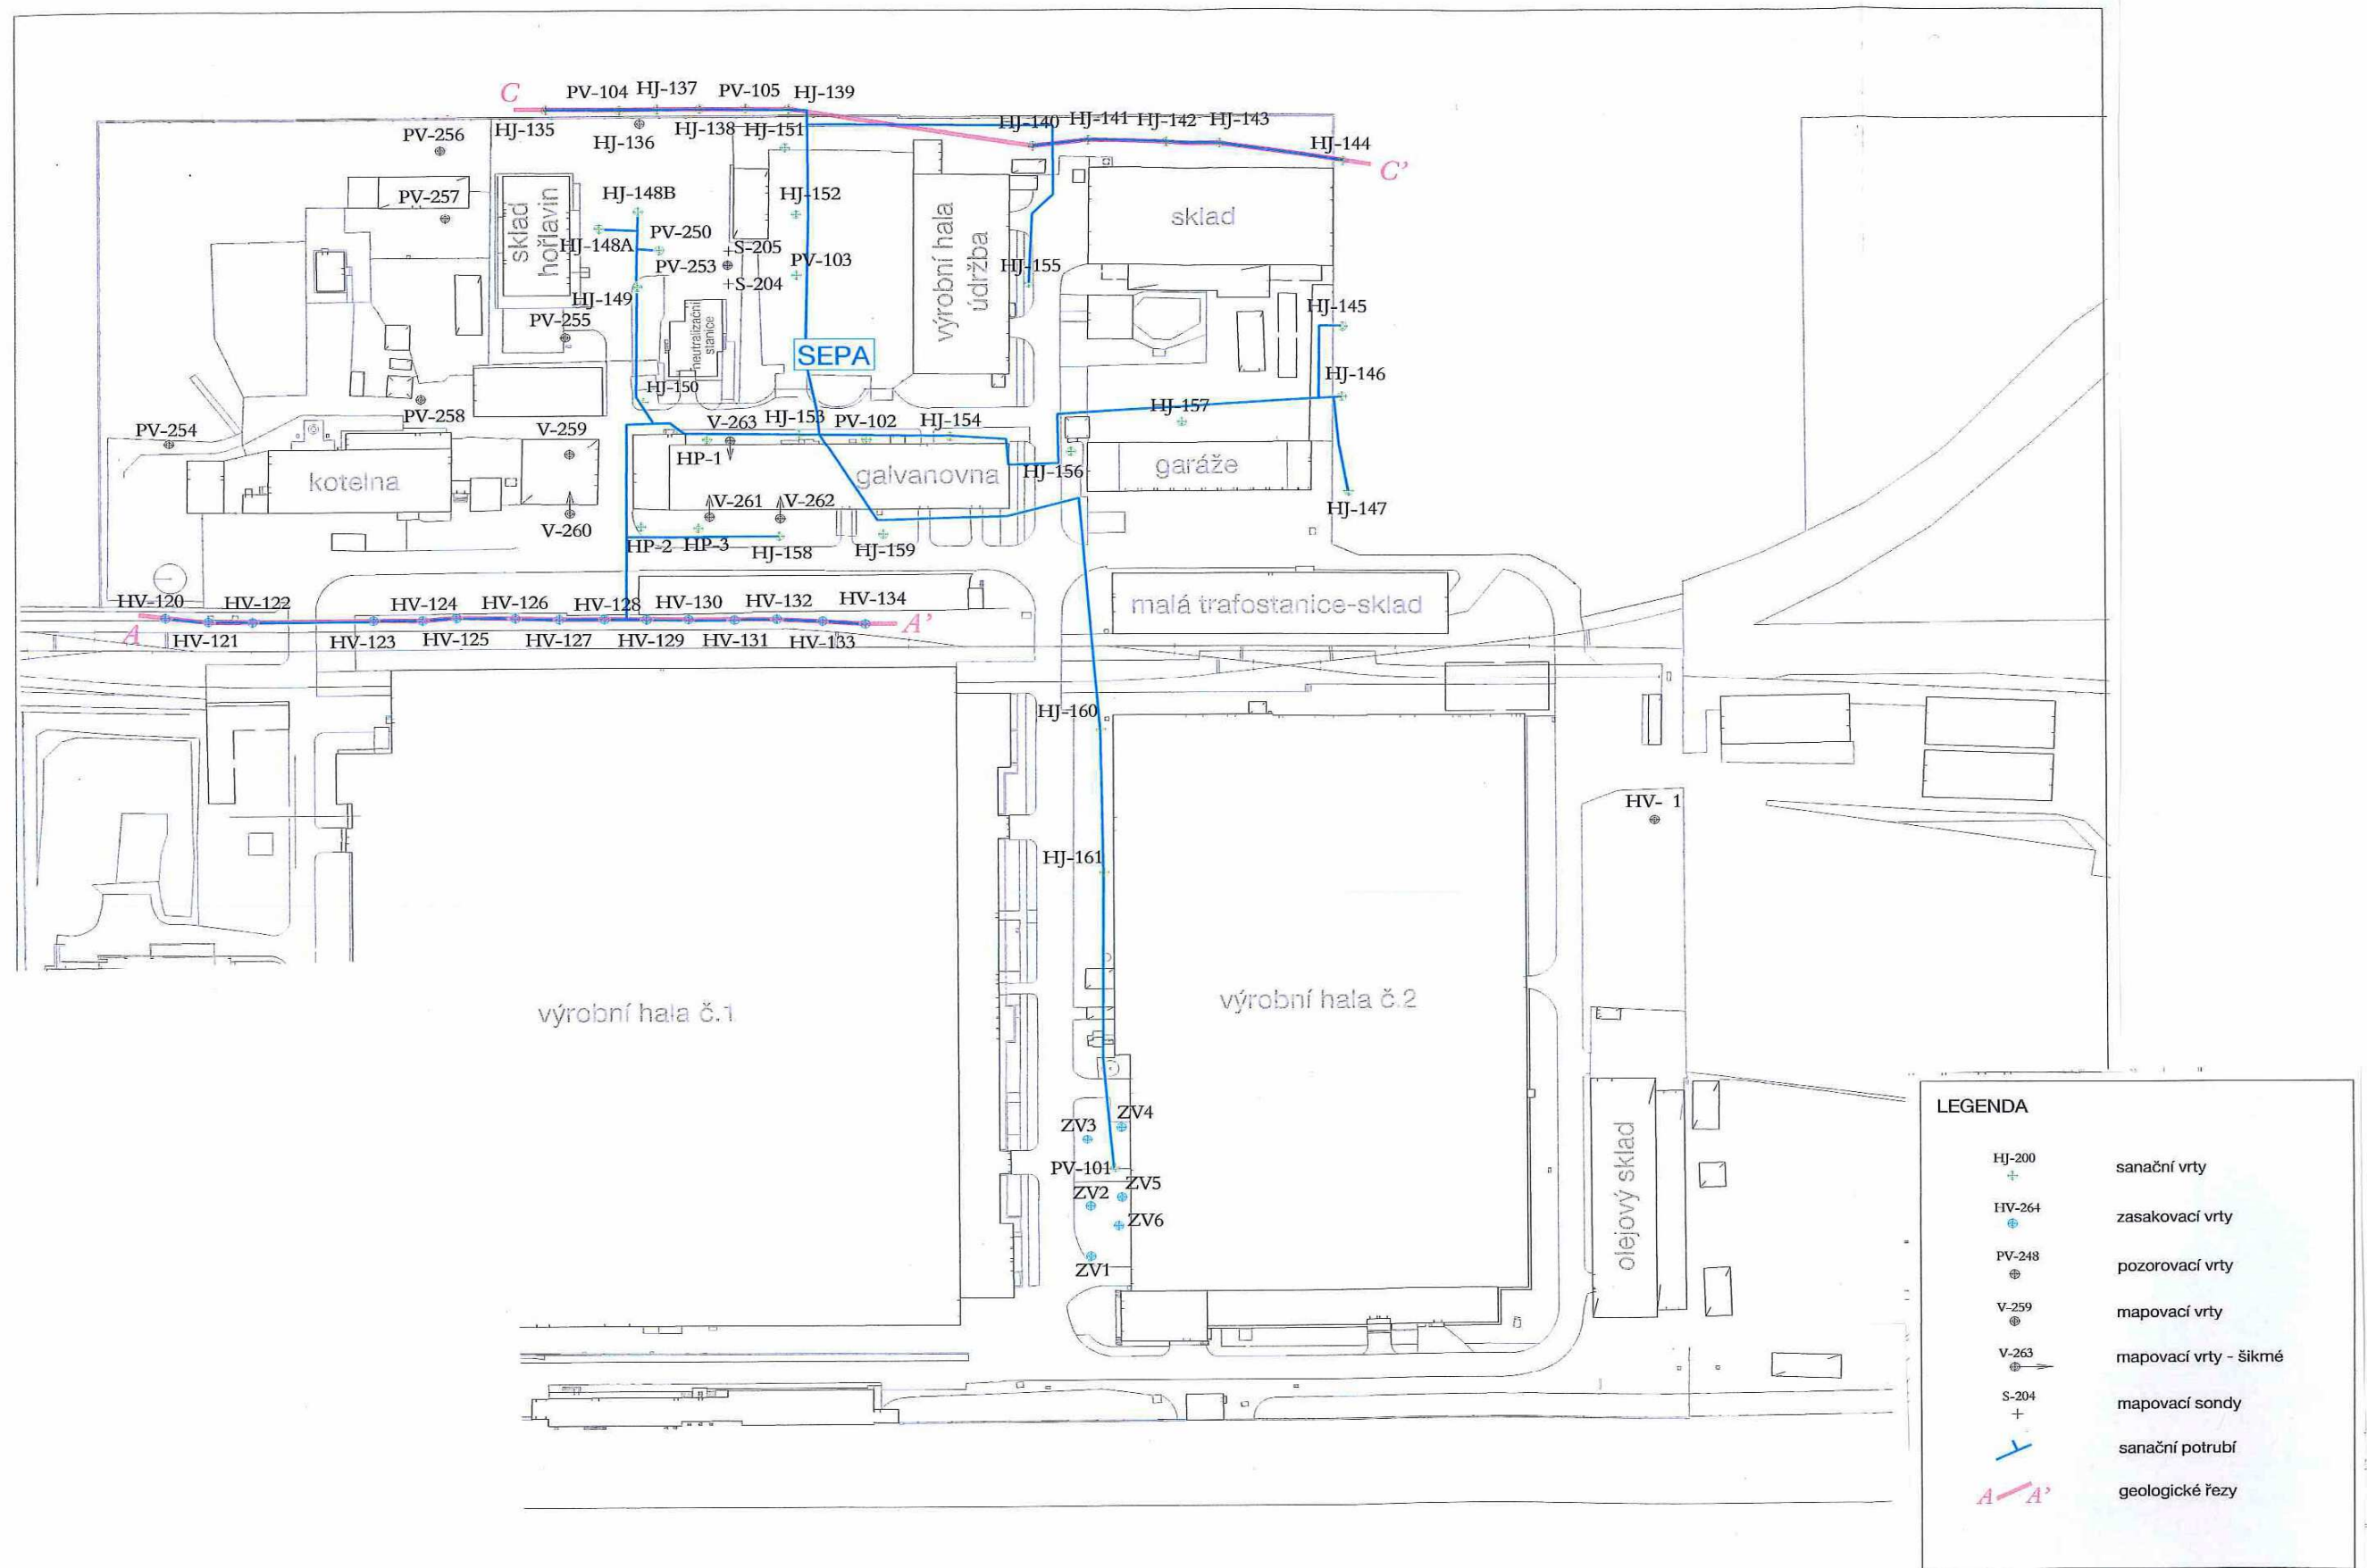 C
PV-104
HJ-137
PV-105
HJ-139
HJ-135
HJ-136
HJ-138
HJ-151
HJ-140
HJ-141
HJ-142
HJ-143
HJ-144
C'
PV-256
PV-257
sklad
hořlavin
HJ-148B
HJ-148A
PV-250
PV-253
S-205
S-204
HJ-152
PV-103
výrobní hala
údržba
HJ-155
sklad
HJ-149
PV-255
neutralizační
stanice
SEPA
HJ-145
HJ-146
HJ-150
PV-258
PV-254
V-259
V-263
HJ-153
PV-102
HJ-154
HJ-157
HP-1
kotelna
galvanovna
HJ-156
garáže
V-261
V-262
HJ-147
V-260
HP-2
HP-3
HJ-158
HJ-159
HV-120
HV-122
HV-124
HV-126
HV-128
HV-130
HV-132
HV-134
A
A'
HV-121
HV-123
HV-125
HV-127
HV-129
HV-131
HV-133
malá trafostanice-sklad
HJ-160
HV- 1
HJ-161
výrobní hala č.1
výrobní hala č.2
ZV4
ZV3
PV-101
ZV5
ZV2
ZV6
ZV1
olejový sklad
LEGENDA
HJ-200
sanační vrty
HV-264
zasakovací vrty
PV-248
pozorovací vrty
V-259
mapovací vrty
V-263
mapovací vrty - šikmé
S-204
mapovací sondy
sanační potrubí
A A'
geologické řezy